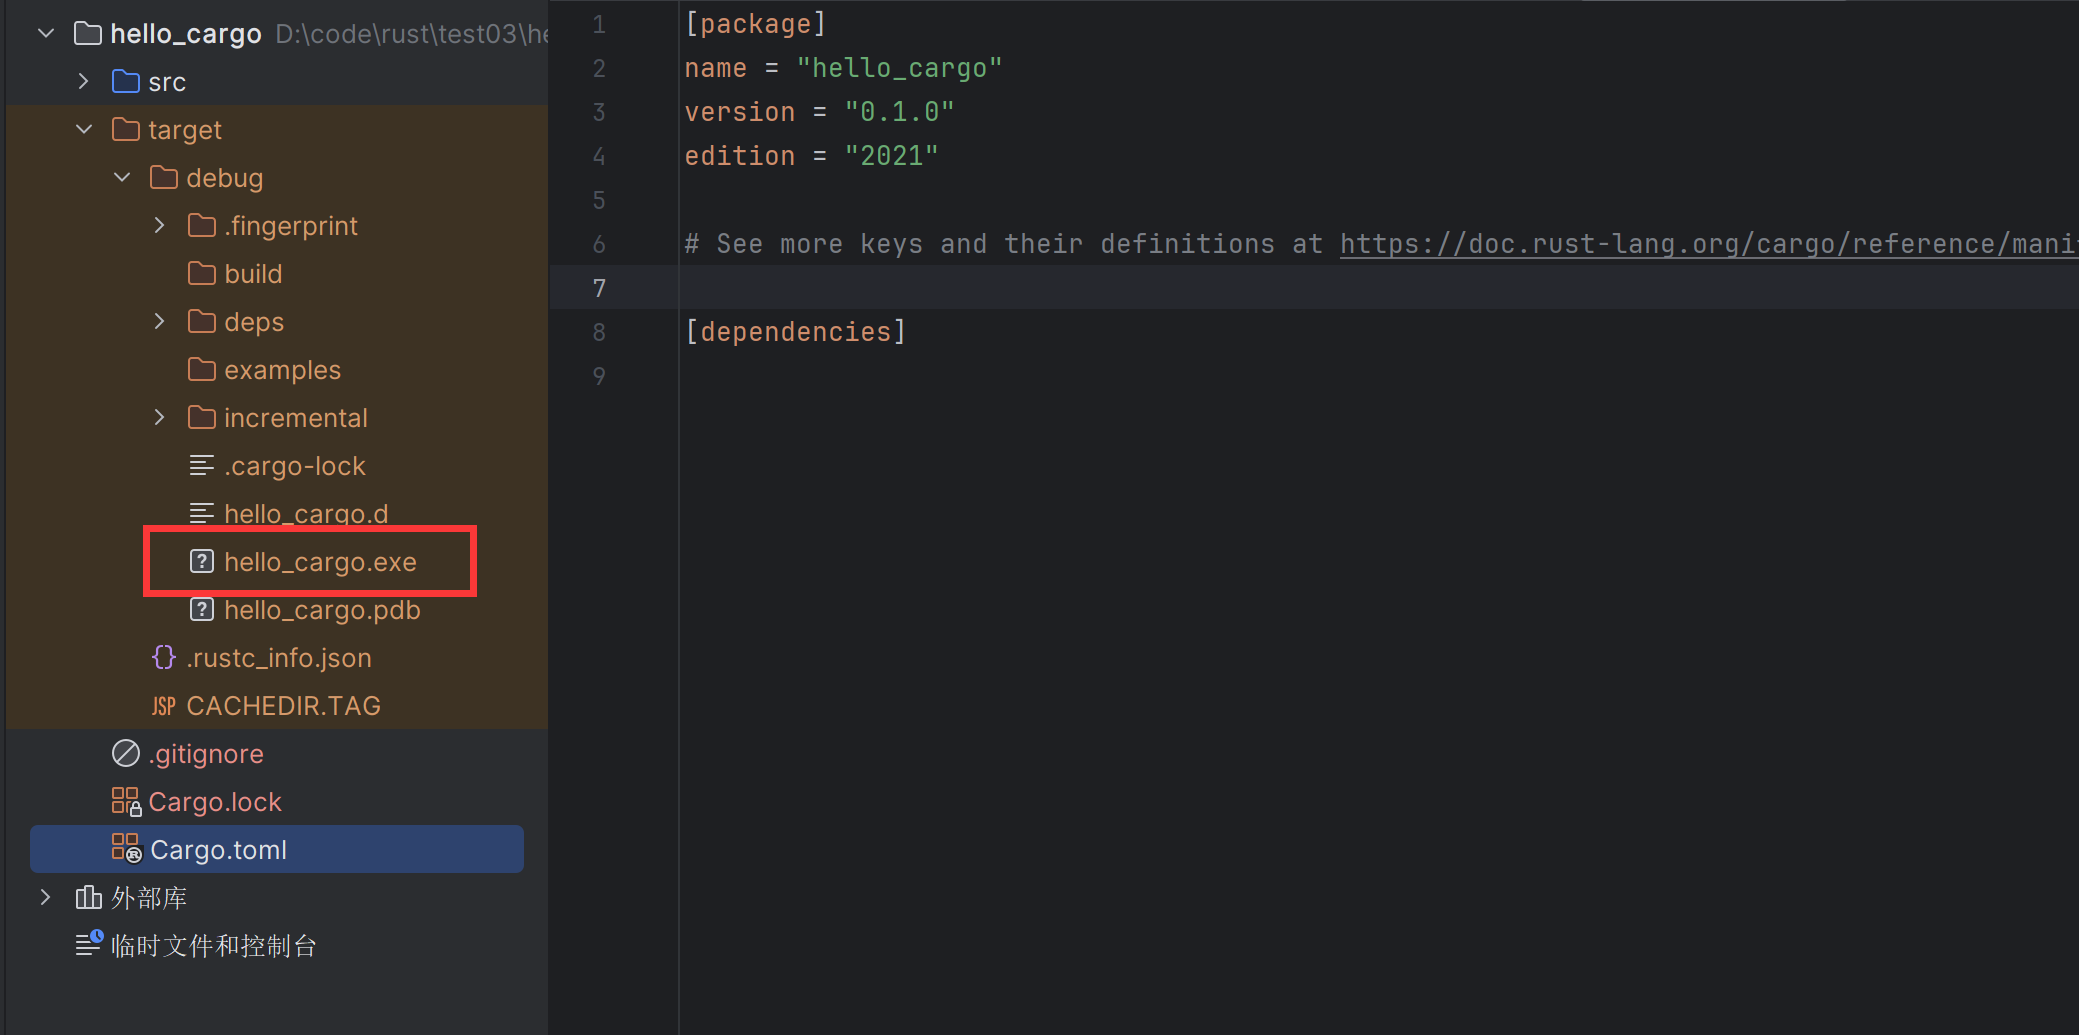 hello_cargo D:\code\rust\test03\he
src
target
debug
.fingerprint
build
deps
examples
incremental
.cargo-lock
hello_cargo.d
hello_cargo.exe
hello_cargo.pdb
.rustc_info.json
JSP CACHEDIR.TAG
.gitignore
Cargo.lock
Cargo.toml
外部库
临时文件和控制台
1 [package]
2 name = "hello_cargo"
3 version = "0.1.0"
4 edition = "2021"
5
6 # See more keys and their definitions at https://doc.rust-lang.org/cargo/reference/mani
7
8 [dependencies]
9